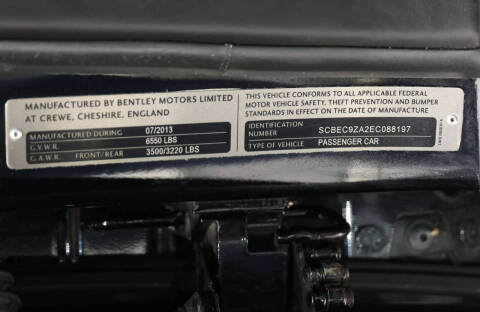 MANUFACTURED BY BENTLEY MOTORS LIMITED
AT CREWE, CHESHIRE, ENGLAND
MANUFACTURED DURING 07/2013
G.V.W.R. 6550 LBS
G.A.W.R. FRONT/REAR 3500/3220 LBS
THIS VEHICLE CONFORMS TO ALL APPLICABLE FEDERAL
MOTOR VEHICLE SAFETY, THEFT PREVENTION AND BUMPER
STANDARDS IN EFFECT ON THE DATE OF MANUFACTURE
IDENTIFICATION NUMBER SCBEC9ZA2EC088197
TYPE OF VEHICLE PASSENGER CAR